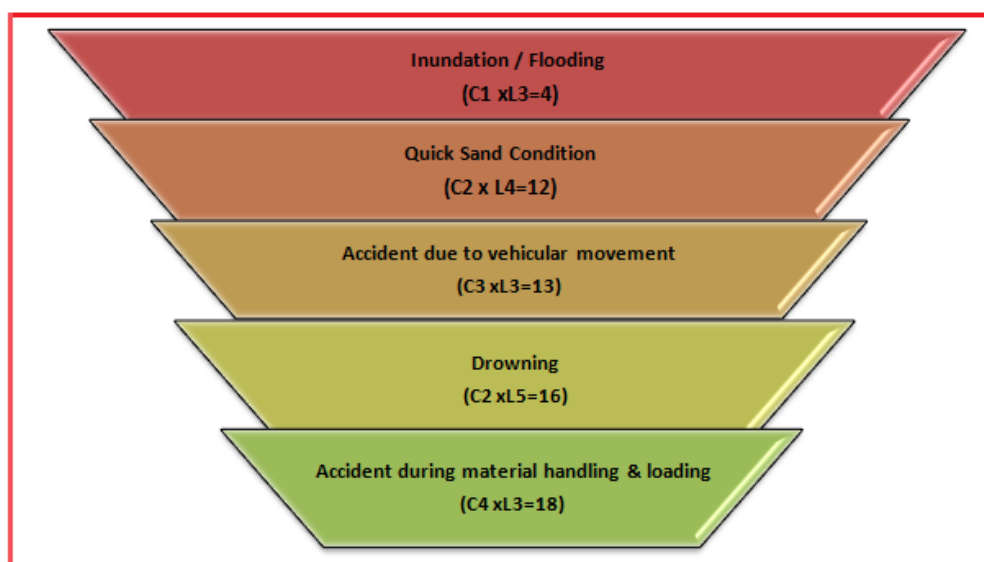 Inundation / Flooding
(C1 xL3=4)
Quick Sand Condition
(C2 x L4=12)
Accident due to vehicular movement
(C3 xL3=13)
Drowning
(C2 xL5=16)
Accident during material handling & loading
(C4 xL3=18)